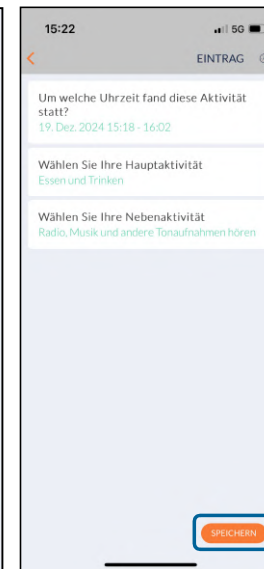 15:22 5G
EINTRAG
Um welche Uhrzeit fand diese Aktivität
statt?
19. Dez. 2024 15:18 - 16:02
Wählen Sie Ihre Hauptaktivität
Essen und Trinken
Wählen Sie Ihre Nebenaktivität
Radio, Musik und andere Tonaufnahmen hören
SPEICHERN